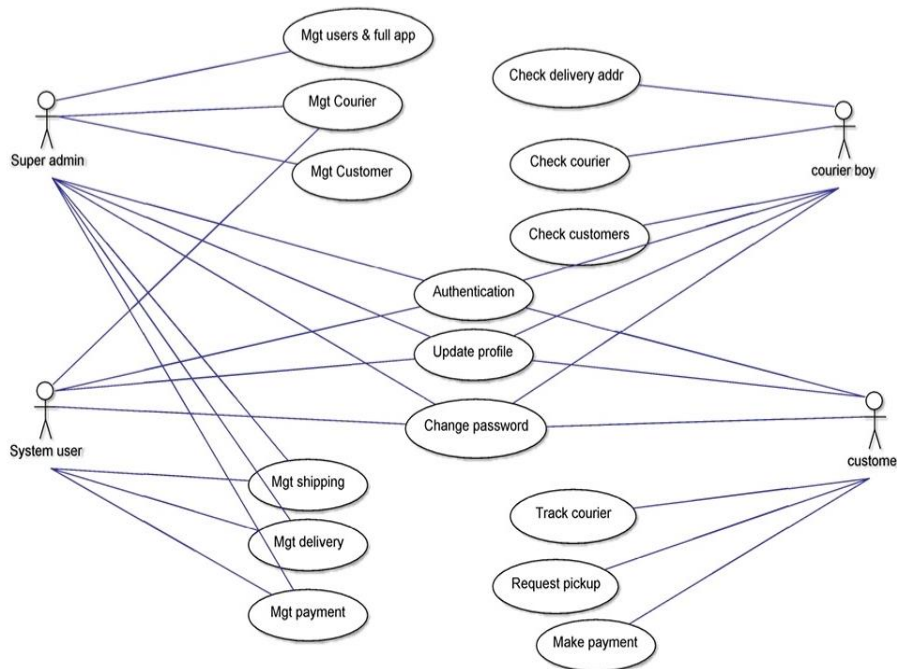 Mgt users & full app
Check delivery addr
Mgt Courier
Super admin
Check courier
courier boy
Mgt Customer
Check customers
Authentication
Update profile
Change password
System user
custome
Mgt shipping
Track courier
Mgt delivery
Request pickup
Mgt payment
Make payment